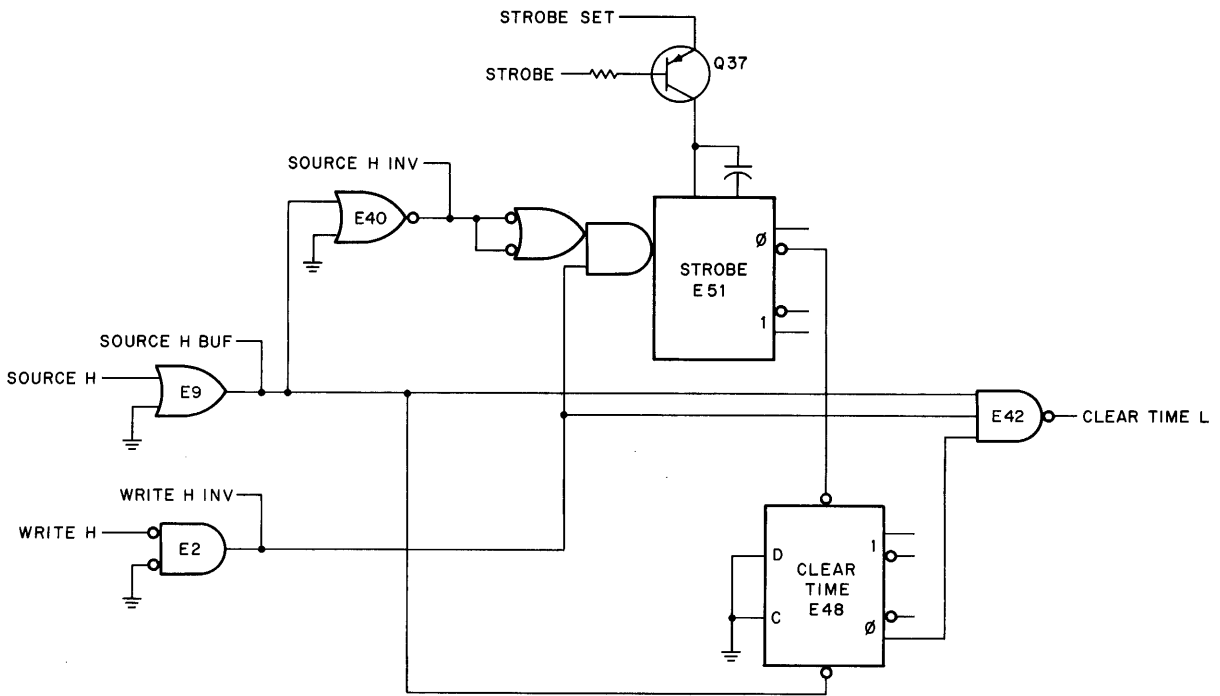 STROBE SET
STROBE
Q37
SOURCE H INV
E40
STROBE
E51
Ø
1
SOURCE H BUF
SOURCE H
E9
E42
CLEAR TIME L
WRITE H INV
WRITE H
E2
D
C
CLEAR
TIME
E48
1
Ø